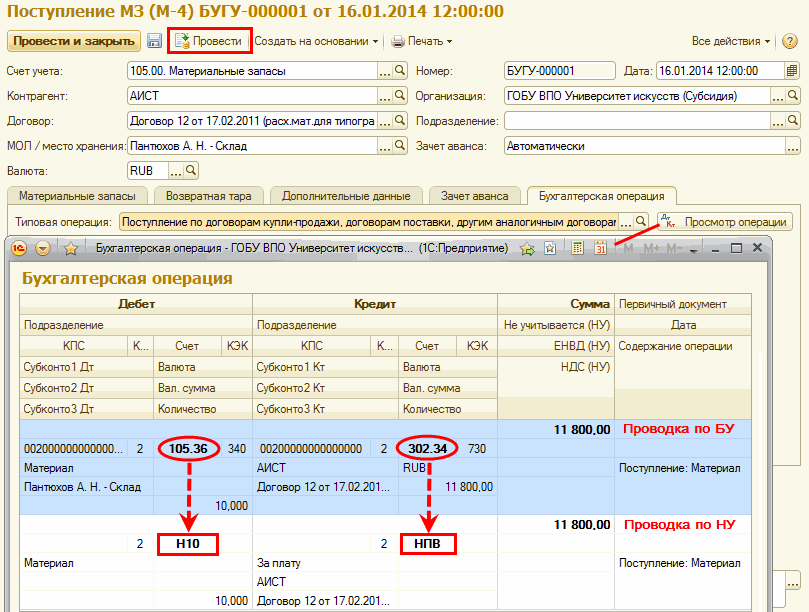 Поступление МЗ (М-4) БУГУ-000001 от 16.01.2014 12:00:00
Провести и закрыть Провести Создать на основании Печать Все действия
Счет учета: 105.00. Материальные запасы ... Номер: БУГУ-000001 Дата: 16.01.2014 12:00:00
Контрагент: АИСТ ... Организация: ГОБУ ВПО Университет искусств (Субсидия) ...
Договор: Договор 12 от 17.02.2011 (расх.мат.для типогра ... Подразделение: ...
МОЛ / место хранения: Пантюхов А. Н. - Склад ... Зачет аванса: Автоматически ...
Валюта: RUB ...
Материальные запасы Возвратная тара Дополнительные данные Зачет аванса Бухгалтерская операция
Типовая операция: Поступление по договорам купли-продажи, договорам поставки, другим аналогичным договорам ... Дт Кт Просмотр операции
1С Бухгалтерская операция - ГОБУ ВПО Университет искусств... (1С:Предприятие) 31 M M+ M-
Бухгалтерская операция
Дебет Кредит Сумма Первичный документ
Подразделение Подразделение Не учитывается (НУ) Дата
КПС К... Счет КЭК КПС К... Счет КЭК ЕНВД (НУ) Содержание операции
Субконто1 Дт Валюта Субконто1 Кт Валюта НДС (НУ)
Субконто2 Дт Вал. сумма Субконто2 Кт Вал. сумма
Субконто3 Дт Количество Субконто3 Кт Количество
11 800,00 Проводка по БУ
002000000000000... 2 105.36 340 00200000000000000 2 302.34 730
Материал АИСТ RUB Поступление: Материал
Пантюхов А. Н. - Склад Договор 12 от 17.02.201... 11 800,00
10,000
11 800,00 Проводка по НУ
2 Н10 2 НПВ
Материал За плату Поступление: Материал
АИСТ
10,000 Договор 12 от 17.02.201...
...